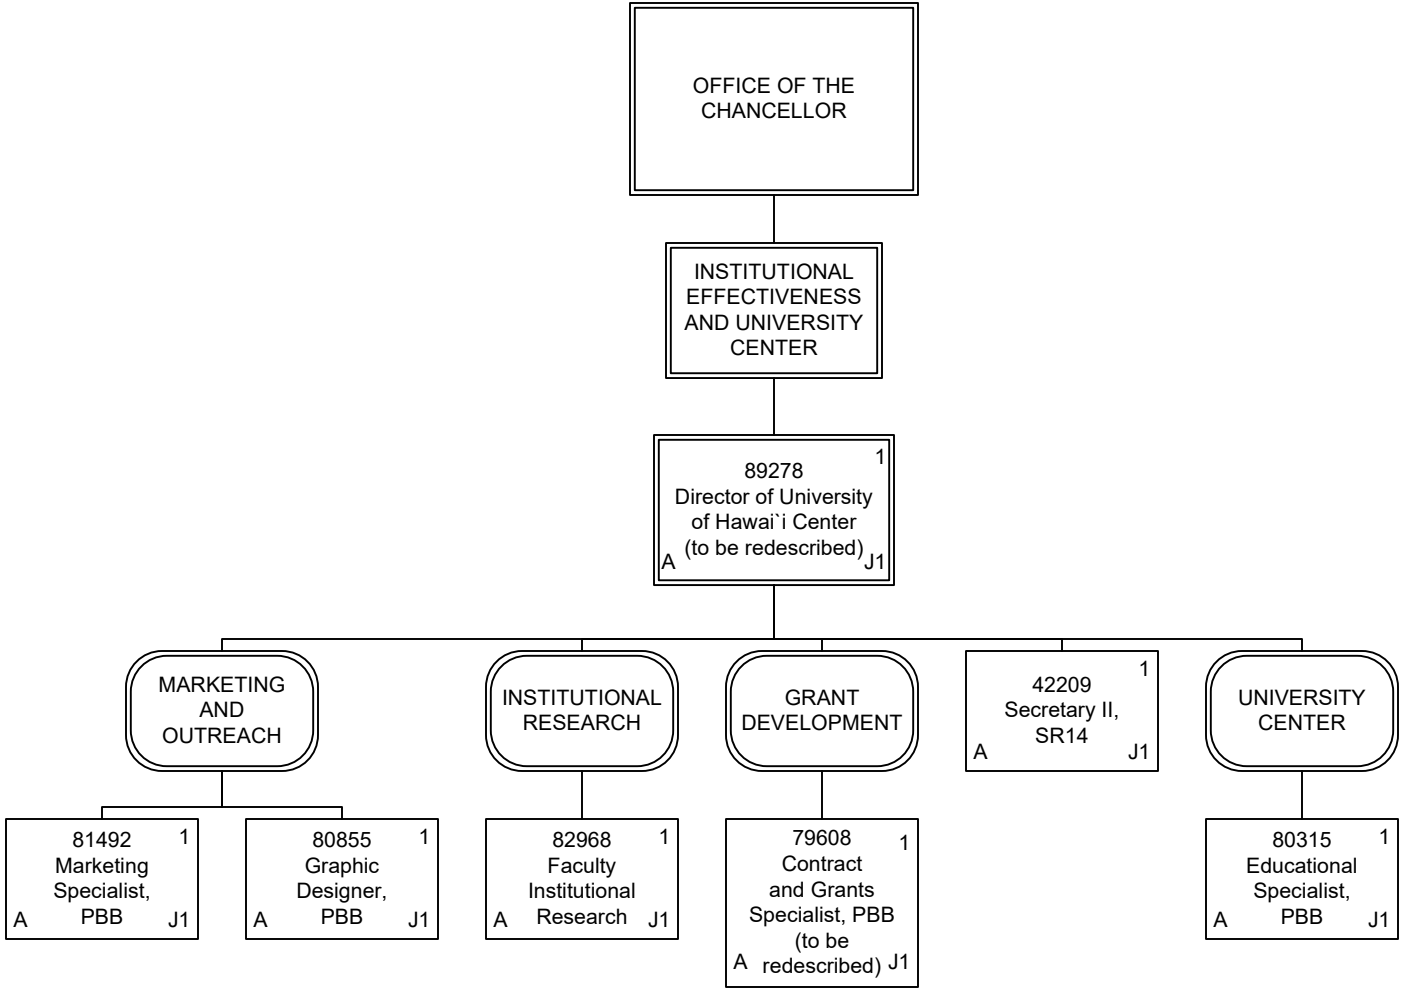 OFFICE OF THE
CHANCELLOR
INSTITUTIONAL
EFFECTIVENESS
AND UNIVERSITY
CENTER
1
89278
Director of University
of Hawai`i Center
(to be redescribed)
A
J1
MARKETING
AND
OUTREACH
INSTITUTIONAL
RESEARCH
GRANT
DEVELOPMENT
1
42209
Secretary II,
SR14
A
J1
UNIVERSITY
CENTER
81492
1
Marketing
Specialist,
PBB
A
J1
80855
1
Graphic
Designer,
PBB
A
J1
82968
1
Faculty
Institutional
Research
A
J1
79608
1
Contract
and Grants
Specialist, PBB
(to be
redescribed)
A
J1
80315
1
Educational
Specialist,
PBB
A
J1